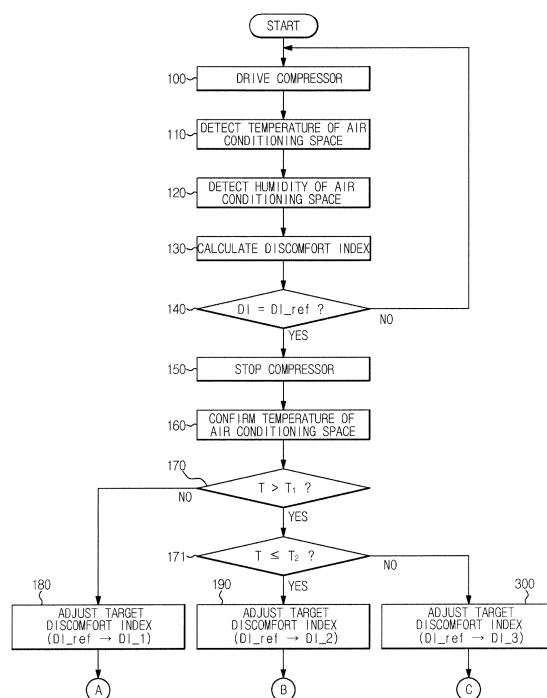 START
100
DRIVE COMPRESSOR
110
DETECT TEMPERATURE OF AIR
CONDITIONING SPACE
120
DETECT HUMIDITY OF AIR
CONDITIONING SPACE
130
CALCULATE DISCOMFORT INDEX
140
DI = DI_ref ?
NO
YES
150
STOP COMPRESSOR
160
CONFIRM TEMPERATURE OF
AIR CONDITIONING SPACE
170
T > T₁ ?
NO
YES
171
T ≤ T₂ ?
NO
YES
180
ADJUST TARGET
DISCOMFORT INDEX
(DI_ref → DI_1)
190
ADJUST TARGET
DISCOMFORT INDEX
(DI_ref → DI_2)
300
ADJUST TARGET
DISCOMFORT INDEX
(DI_ref → DI_3)
A
B
C